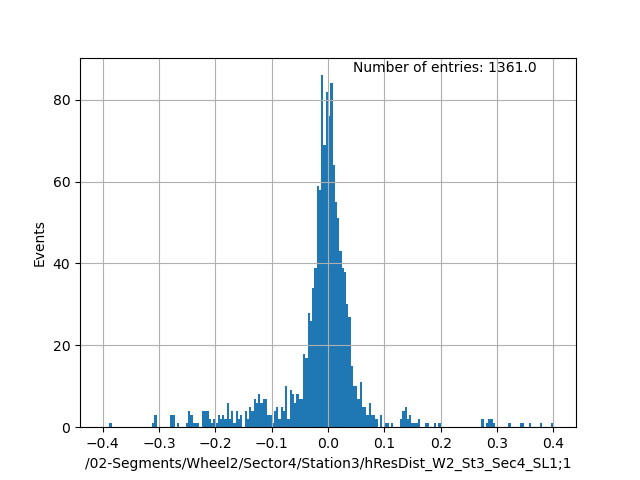 Number of entries: 1361.0
80
60
40
20
0
Events
−0.4 −0.3 −0.2 −0.1 0.0 0.1 0.2 0.3 0.4
/02-Segments/Wheel2/Sector4/Station3/hResDist_W2_St3_Sec4_SL1;1